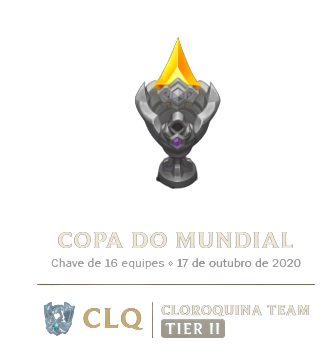 COPA DO MUNDIAL
Chave de 16 equipes • 17 de outubro de 2020
CLQ
CLOROQUINA TEAM
TIER II